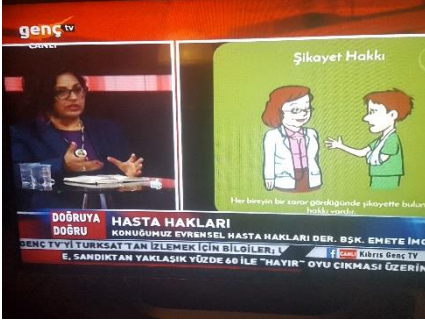 genç tv
CANLI
Şikayet Hakkı
Her bireyin bir zarar gördüğünde şikayette bulun
hakkı vardır.
DOĞRUYA
DOĞRU
HASTA HAKLARI
KONUĞUMUZ EVRENSEL HASTA HAKLARI DER. BŞK. EMETE İMG
GENÇ TV'Yİ TURKSAT'TAN İZLEMEK İÇİN BİLGİLER;
f CANLI Kıbrıs Genç TV
E, SANDIKTAN YAKLAŞIK YÜZDE 60 İLE "HAYIR" OYU ÇIKMASI ÜZERİN